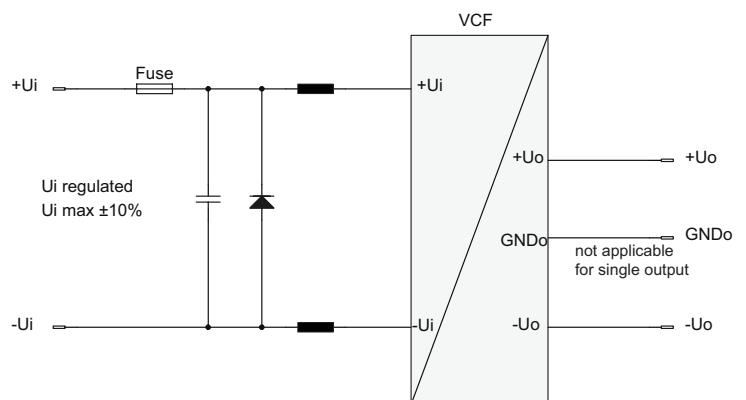 VCF
Fuse
+Ui
+Ui
+Uo
+Uo
Ui regulated
Ui max ±10%
GNDo
GNDo
not applicable
for single output
-Ui
-Ui
-Uo
-Uo